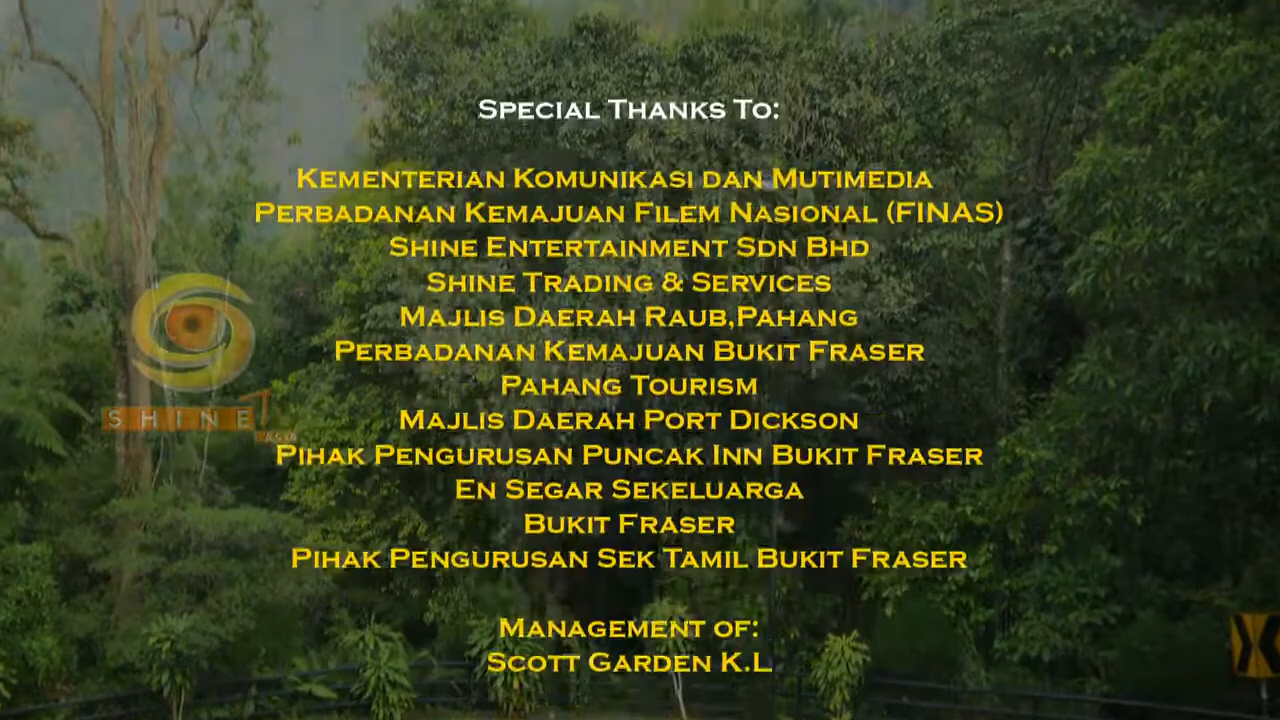 SPECIAL THANKS TO:
KEMENTERIAN KOMUNIKASI DAN MUTIMEDIA
PERBADANAN KEMAJUAN FILEM NASIONAL (FINAS)
SHINE ENTERTAINMENT SDN BHD
SHINE TRADING & SERVICES
MAJLIS DAERAH RAUB,PAHANG
PERBADANAN KEMAJUAN BUKIT FRASER
PAHANG TOURISM
MAJLIS DAERAH PORT DICKSON
SHINE
ASIA
PIHAK PENGURUSAN PUNCAK INN BUKIT FRASER
EN SEGAR SEKELUARGA
BUKIT FRASER
PIHAK PENGURUSAN SEK TAMIL BUKIT FRASER
MANAGEMENT OF:
SCOTT GARDEN K.L